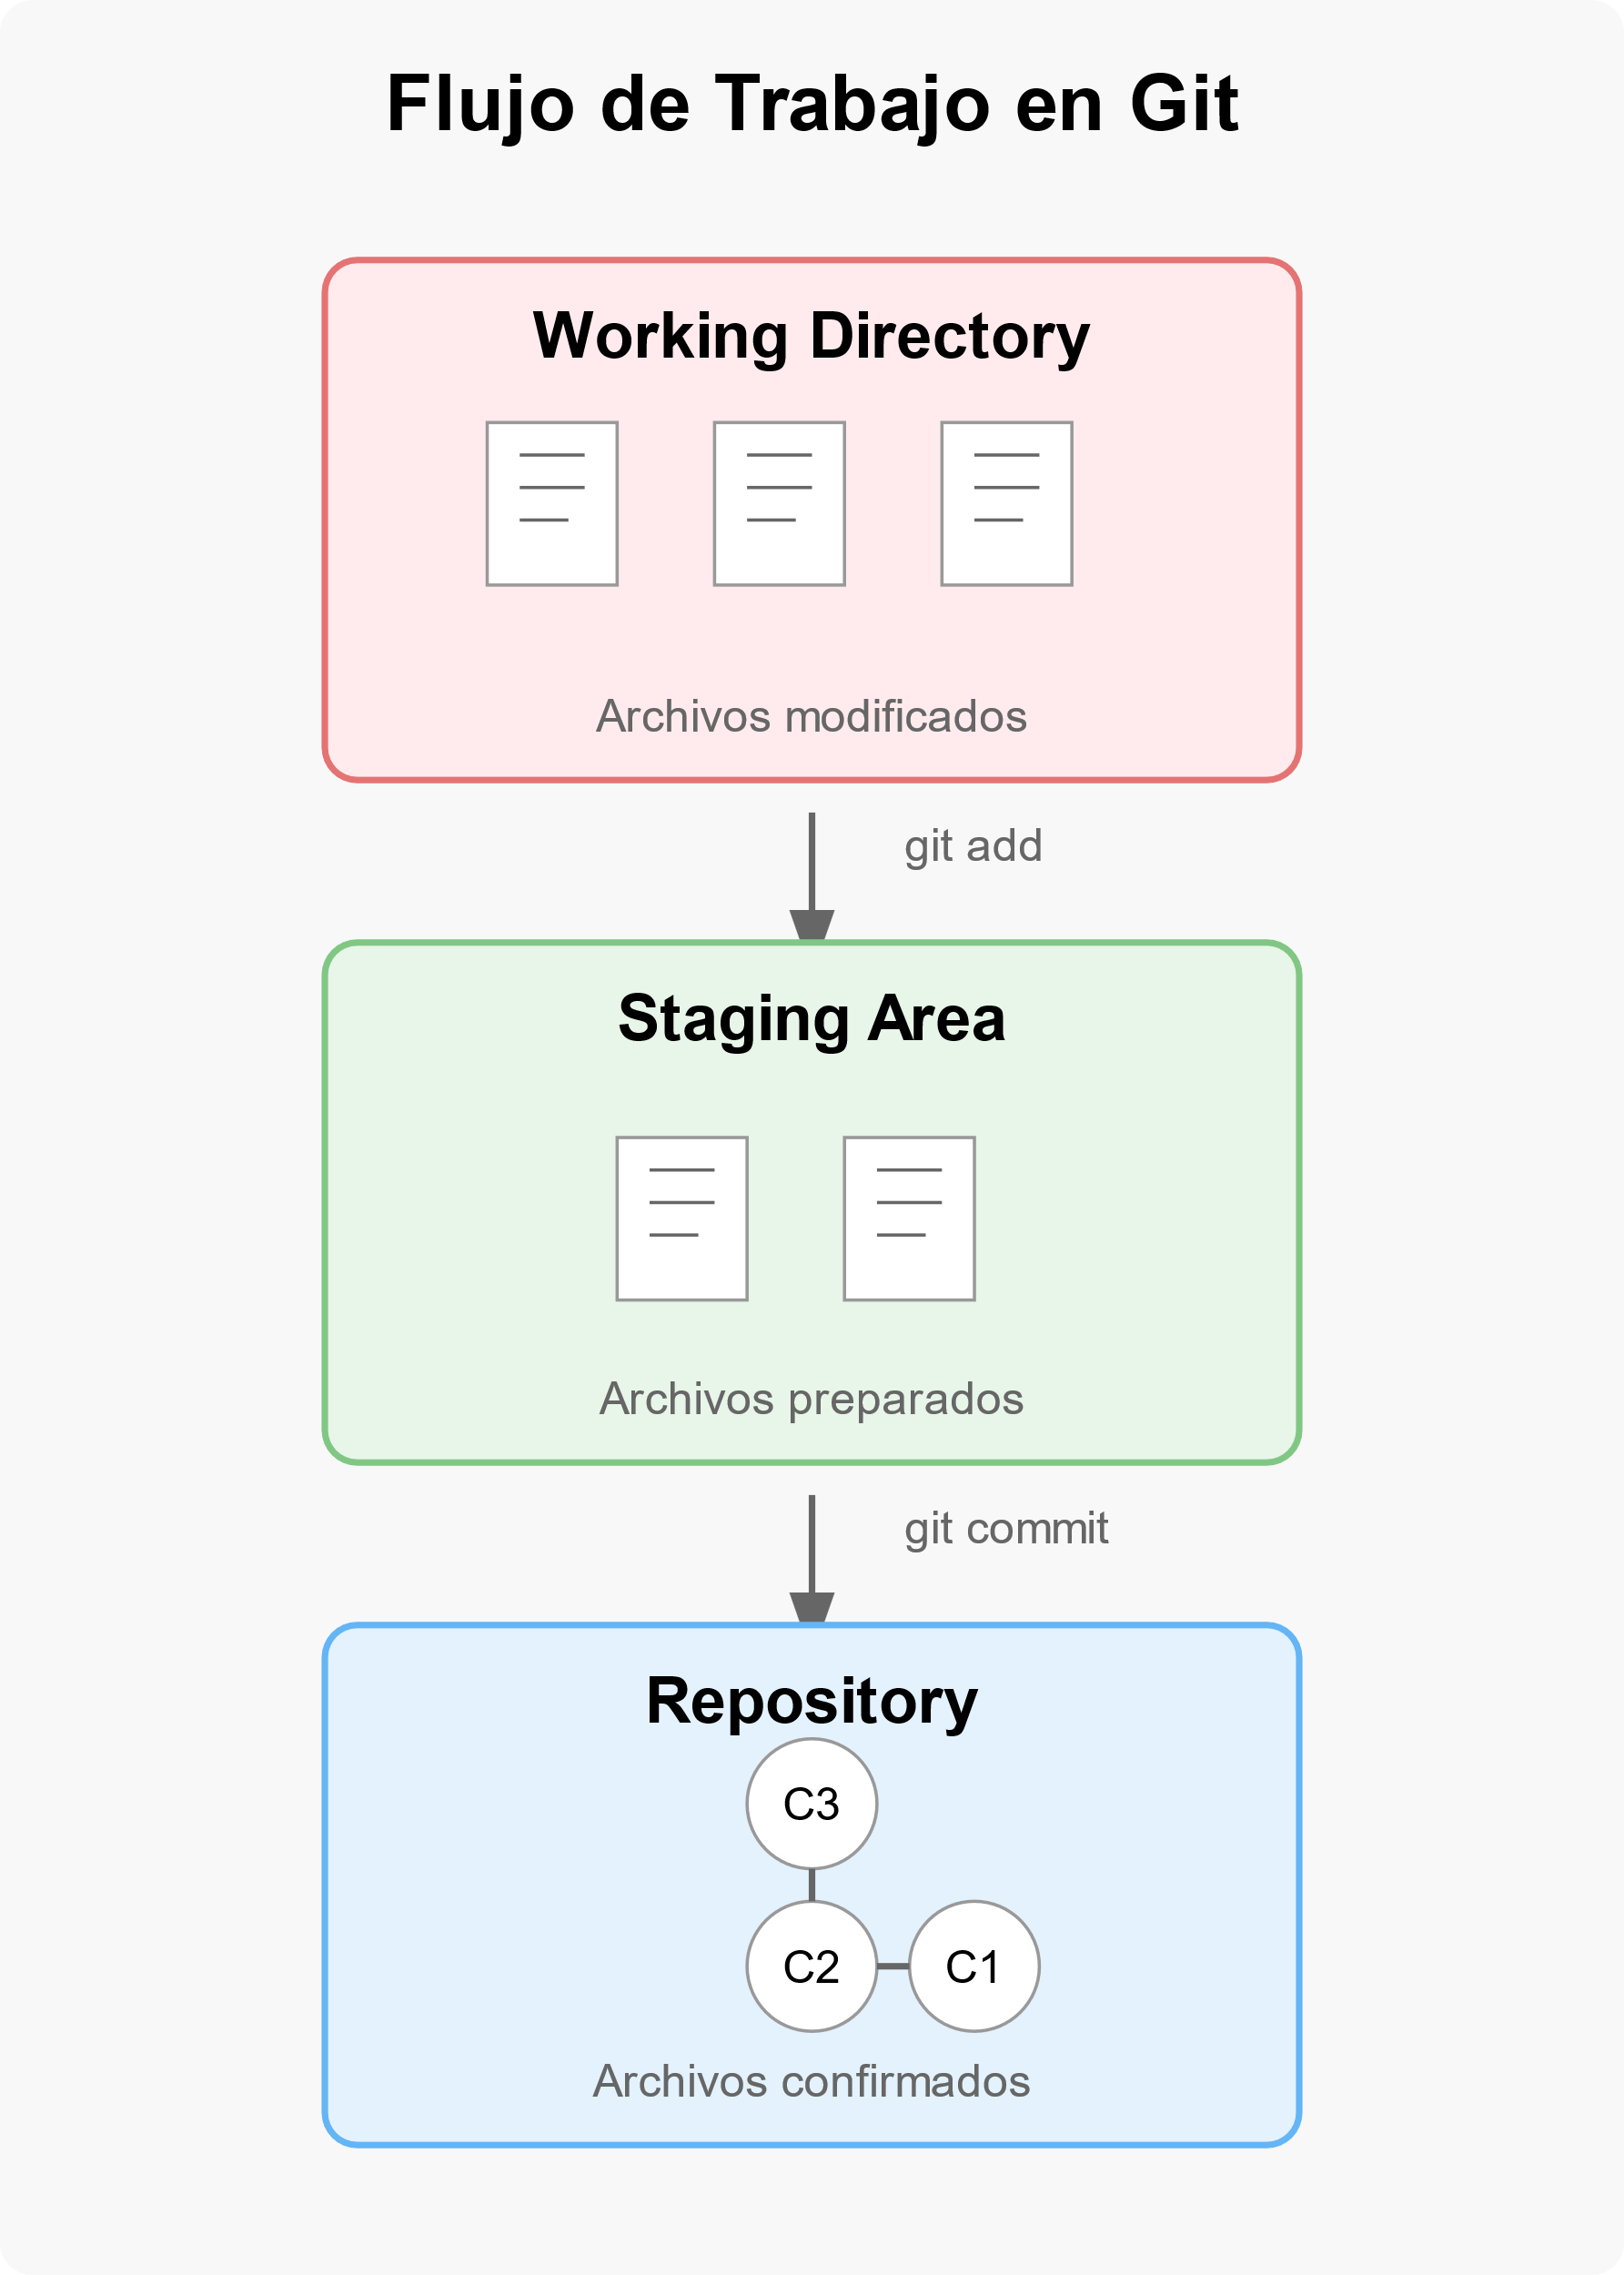 Flujo de Trabajo en Git
Working Directory
Archivos modificados
git add
Staging Area
Archivos preparados
git commit
Repository
C3
C2 C1
Archivos confirmados